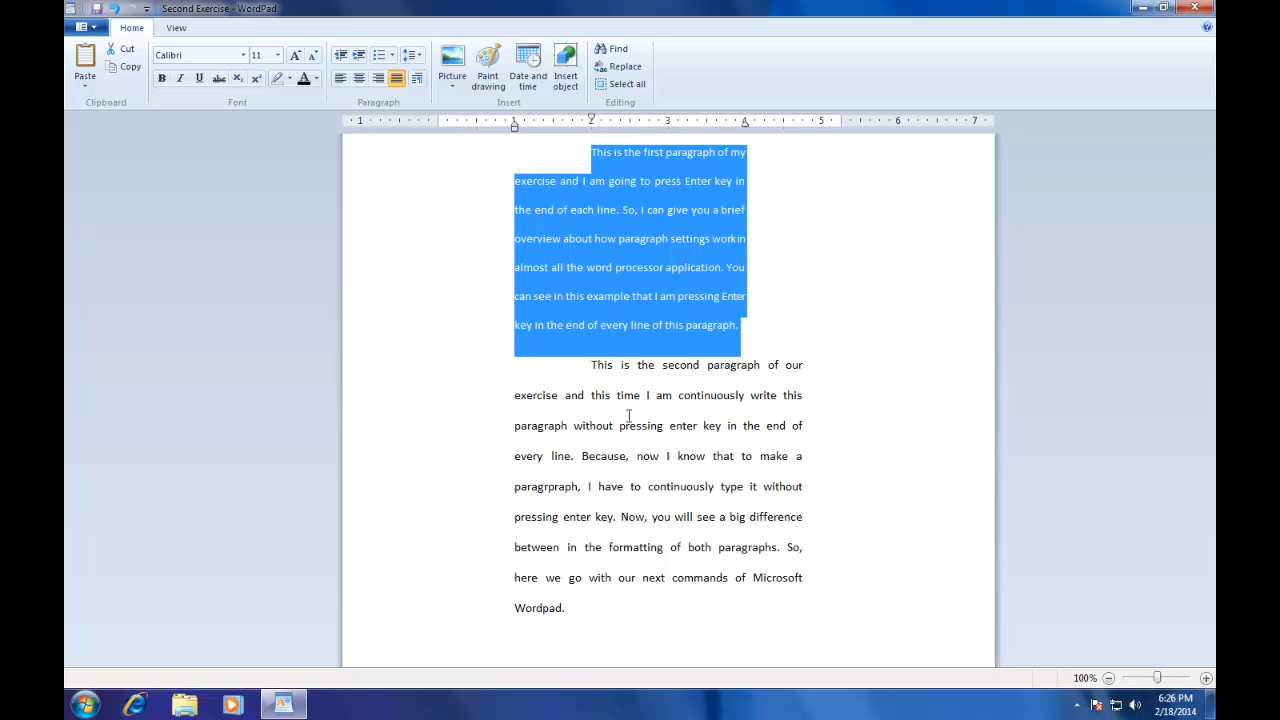 Second Exercise - WordPad
Home View
Cut
Copy
Paste
Clipboard
Calibri 11
Font
Paragraph
Picture
Paint drawing
Date and time
Insert object
Insert
Find
Replace
Select all
Editing
1 1 2 3 4 5 6 7
This is the first paragraph of my
exercise and I am going to press Enter key in
the end of each line. So, I can give you a brief
overview about how paragraph settings work in
almost all the word processor application. You
can see in this example that I am pressing Enter
key in the end of every line of this paragraph.
This is the second paragraph of our
exercise and this time I am continuously write this
paragraph without pressing enter key in the end of
every line. Because, now I know that to make a
paragrpraph, I have to continuously type it without
pressing enter key. Now, you will see a big difference
between in the formatting of both paragraphs. So,
here we go with our next commands of Microsoft
Wordpad.
100%
6:26 PM
2/18/2014